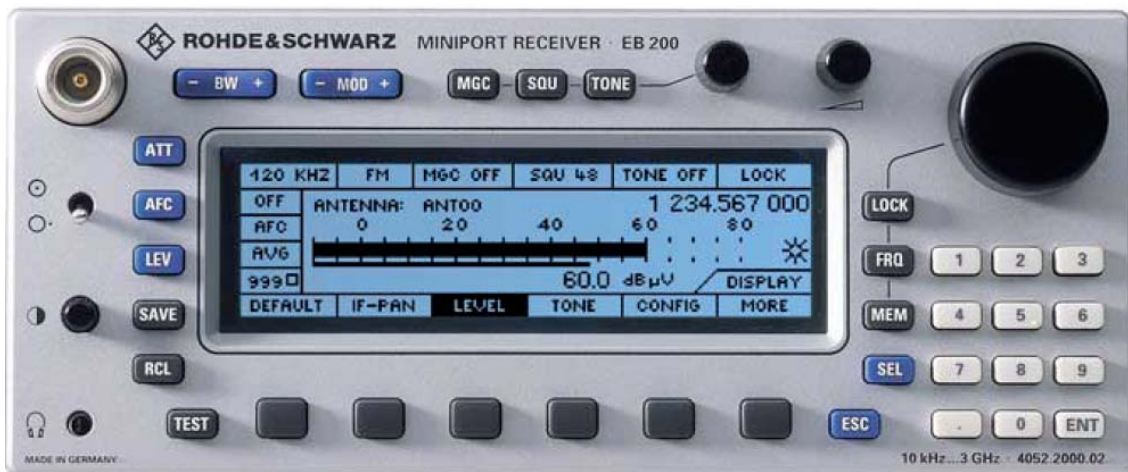 R&S ROHDE&SCHWARZ MINIPORT RECEIVER · EB 200
- BW +
- MOD +
MGC SQU TONE
ATT
AFC
LEV
SAVE
RCL
120 KHZ FM MGC OFF SQU 48 TONE OFF LOCK
OFF ANTENNA: ANT00 1 234.567 000
AFC 0 20 40 60 80
AVG
999 60.0 dBµV DISPLAY
DEFAULT IF-PAN LEVEL TONE CONFIG MORE
LOCK
FRQ 1 2 3
MEM 4 5 6
SEL 7 8 9
TEST ESC . 0 ENT
MADE IN GERMANY
10 kHz...3 GHz · 4052.2000.02